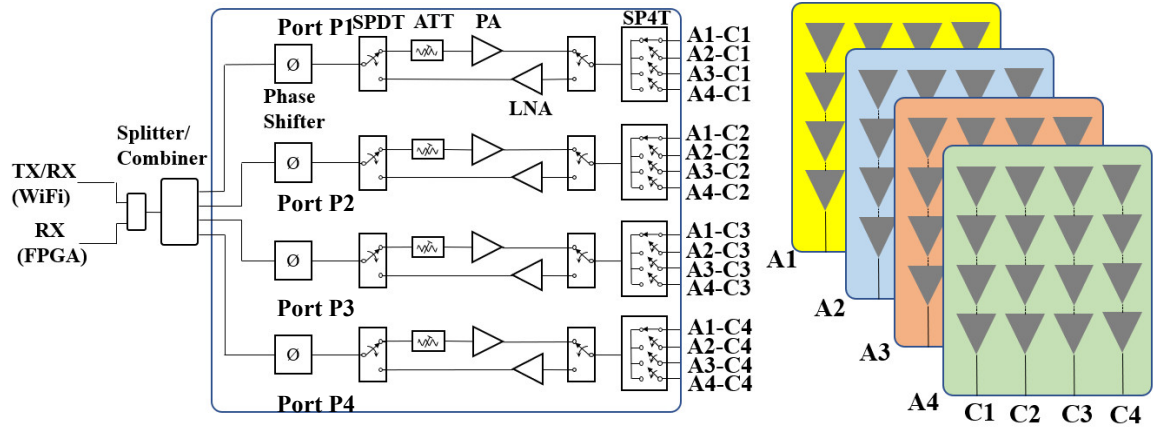 Port P1
SPDT
ATT
PA
SP4T
Ø
Phase
Shifter
LNA
A1-C1
A2-C1
A3-C1
A4-C1
Splitter/
Combiner
TX/RX
(WiFi)
RX
(FPGA)
Ø
Port P2
A1-C2
A2-C2
A3-C2
A4-C2
Ø
Port P3
A1-C3
A2-C3
A3-C3
A4-C3
Ø
Port P4
A1-C4
A2-C4
A3-C4
A4-C4
A1
A2
A3
A4
C1 C2 C3 C4